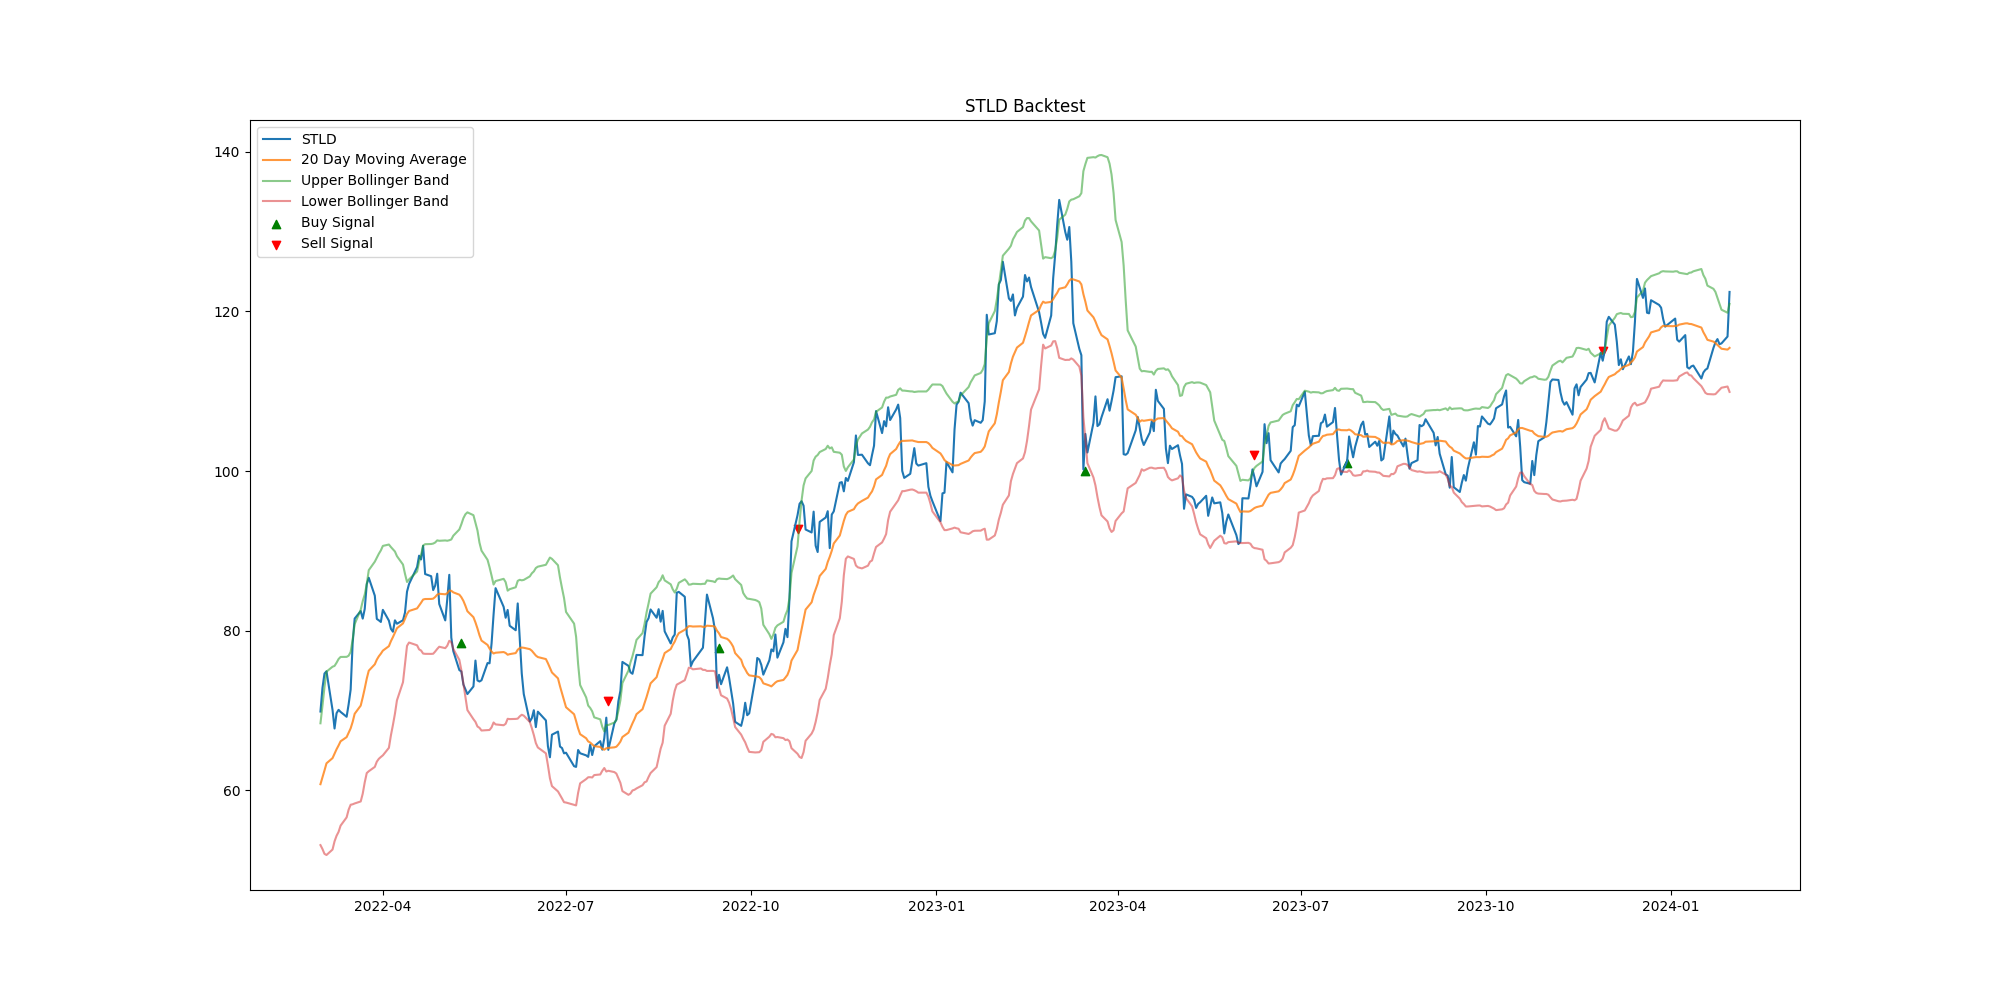 STLD Backtest
STLD
20 Day Moving Average
Upper Bollinger Band
Lower Bollinger Band
Buy Signal
Sell Signal
140
120
100
80
60
2022-04 2022-07 2022-10 2023-01 2023-04 2023-07 2023-10 2024-01